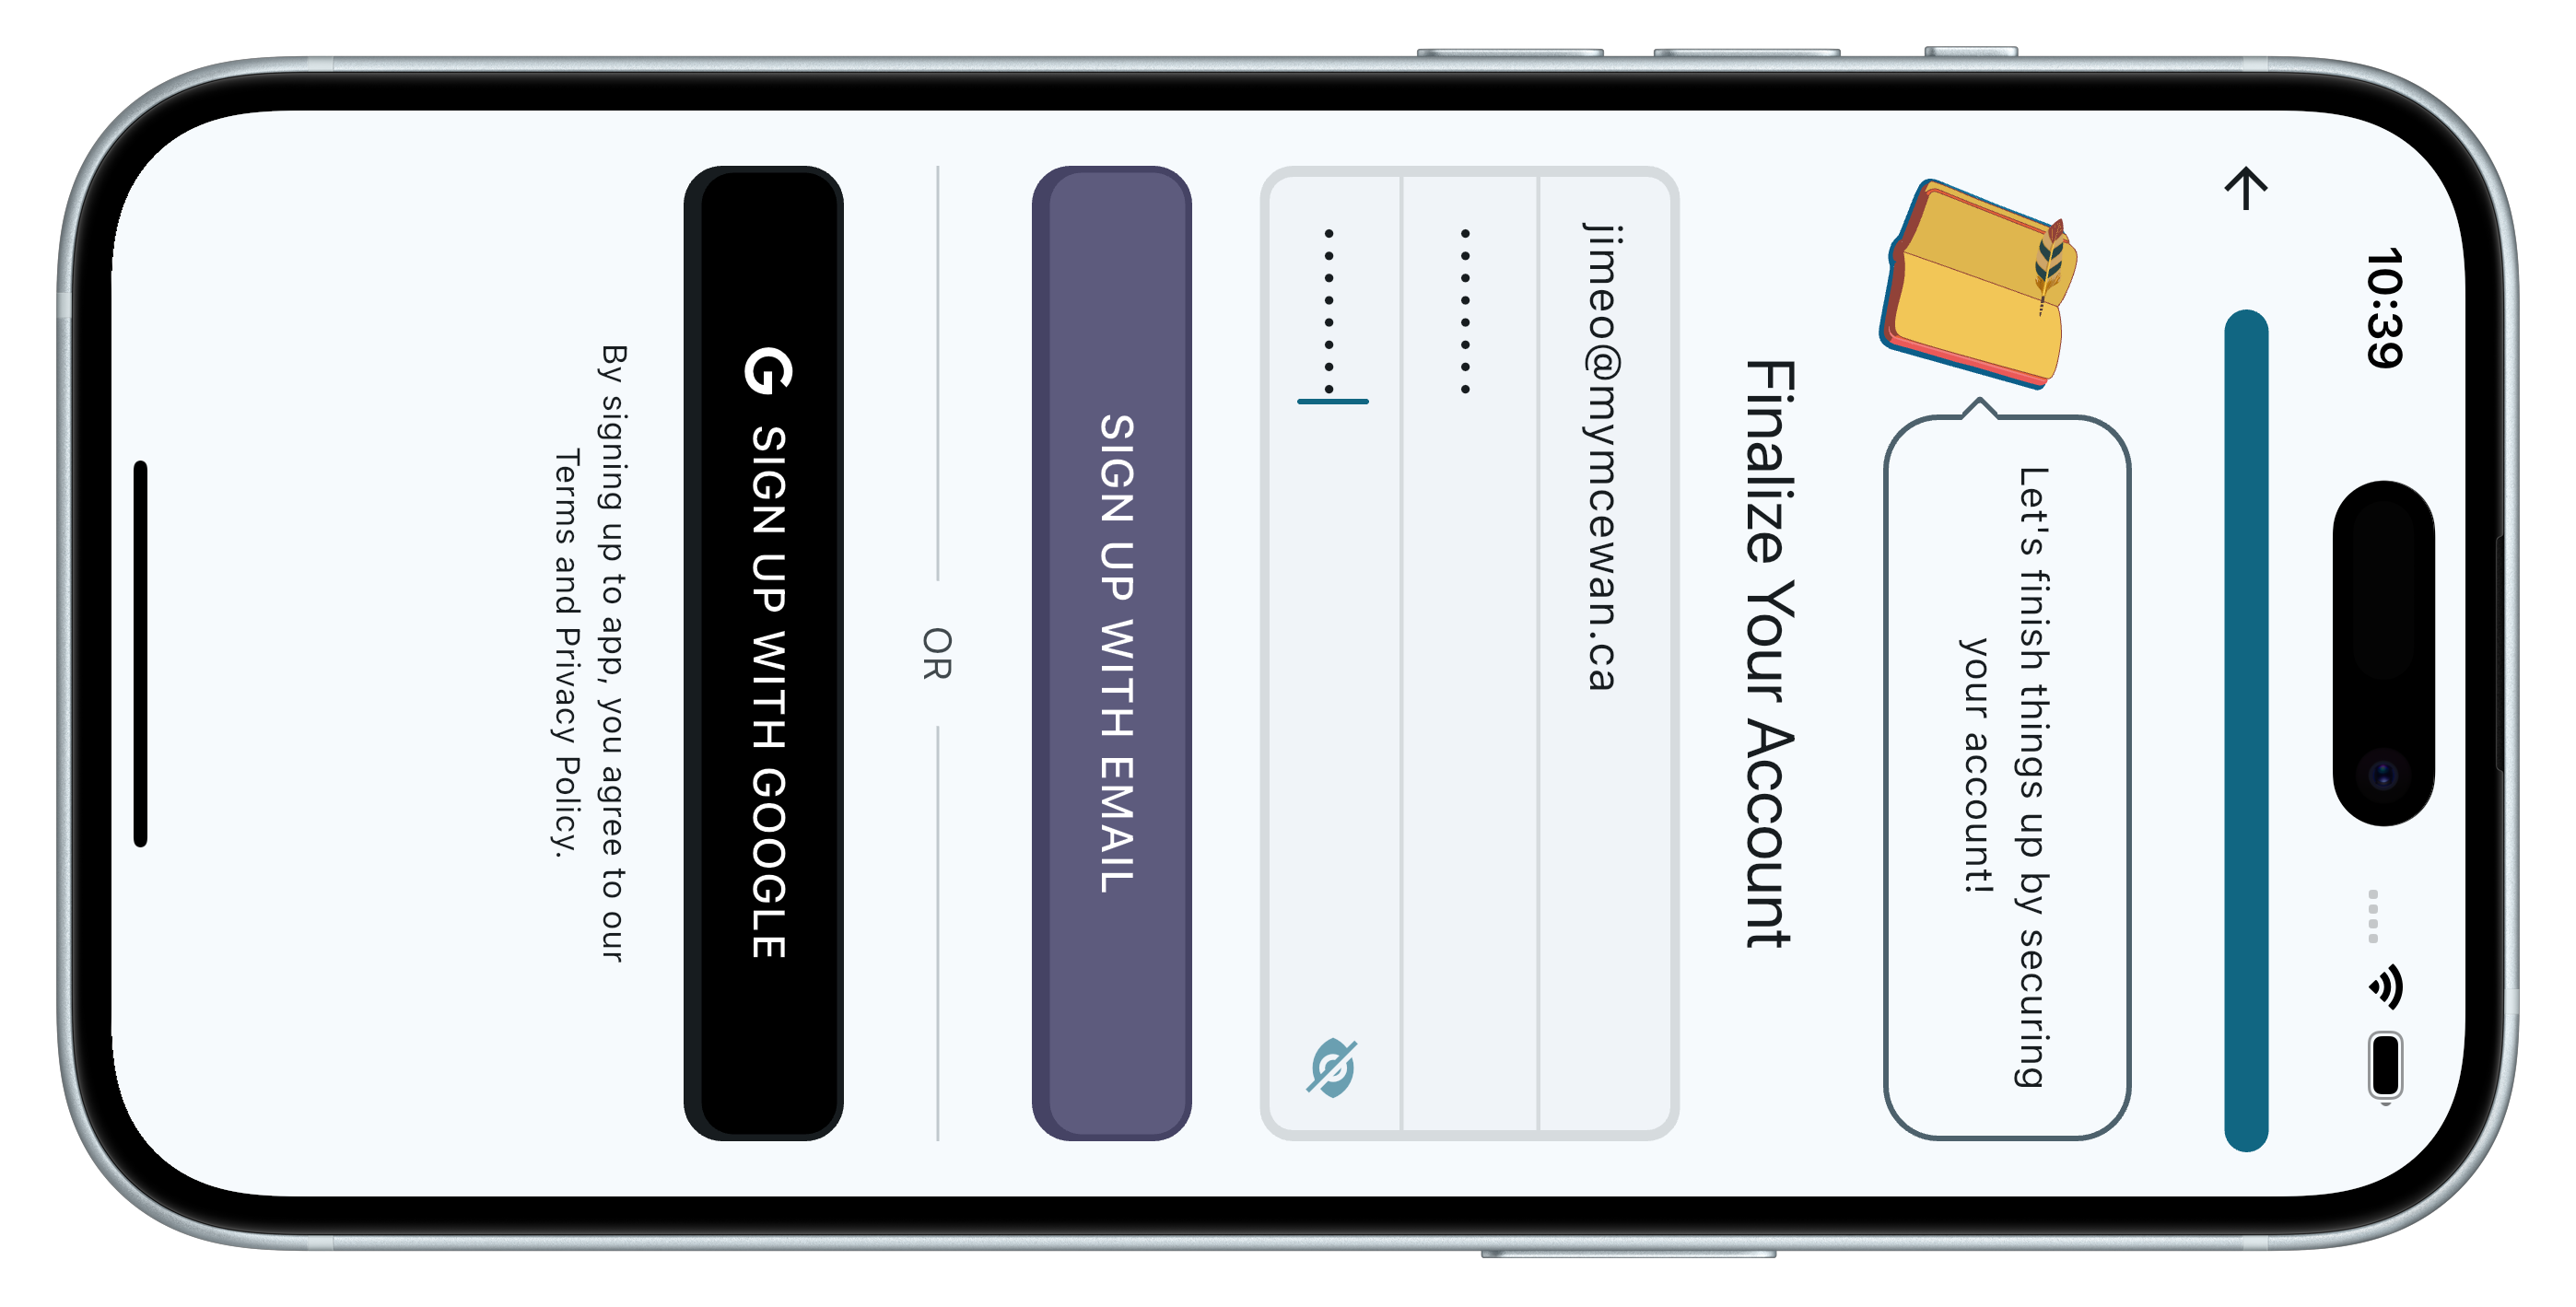 10:39
Let's finish things up by securing
your account!
Finalize Your Account
jimeo@mymcewan.ca
••••••••
••••••••
SIGN UP WITH EMAIL
OR
G SIGN UP WITH GOOGLE
By signing up to app, you agree to our
Terms and Privacy Policy.